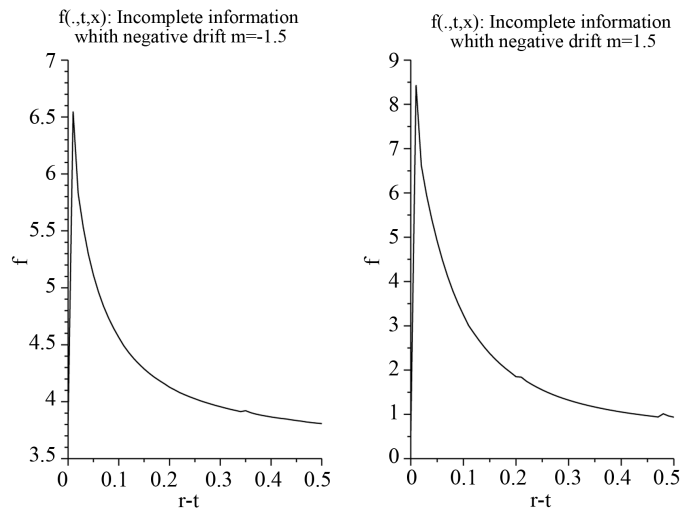 f(.,t,x): Incomplete information
whith negative drift m=-1.5
7
6.5
6
5.5
5
4.5
4
3.5
f
0 0.1 0.2 0.3 0.4 0.5
r-t
f(.,t,x): Incomplete information
whith negative drift m=1.5
9
8
7
6
5
4
3
2
1
0
f
0 0.1 0.2 0.3 0.4 0.5
r-t